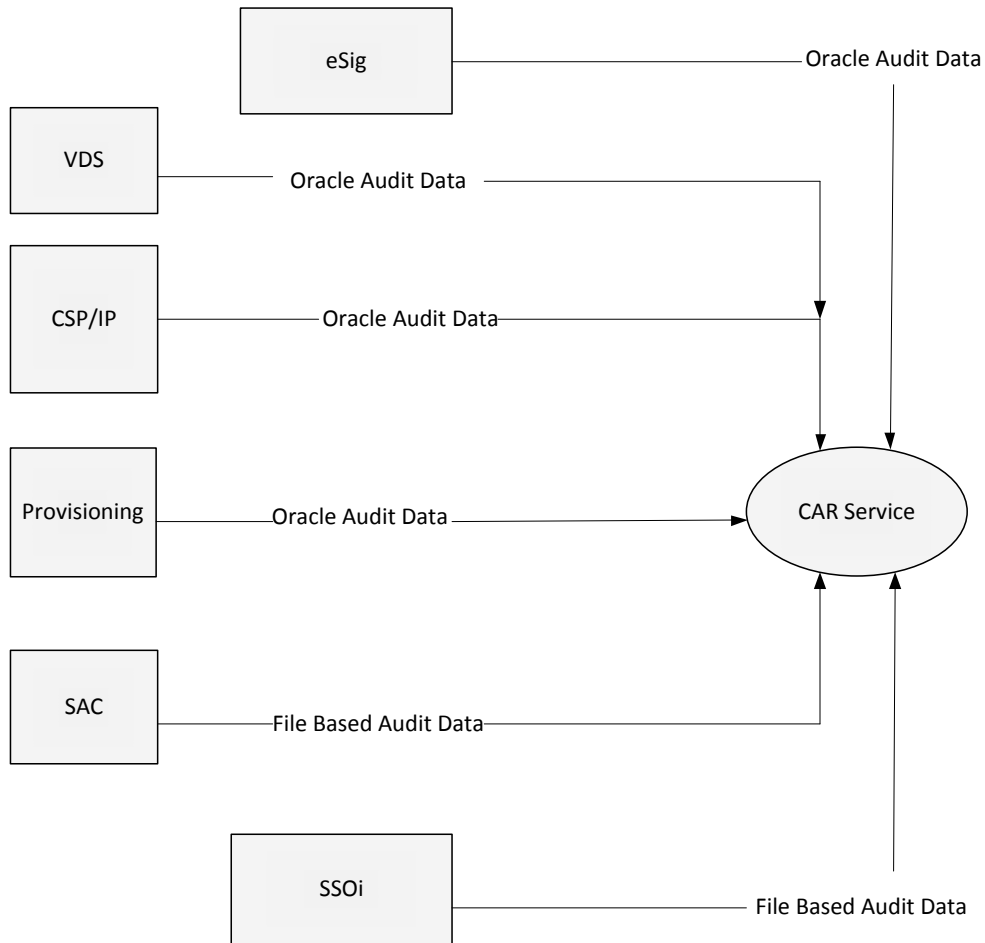 eSig
Oracle Audit Data
VDS
Oracle Audit Data
CSP/IP
Oracle Audit Data
Provisioning
Oracle Audit Data
CAR Service
SAC
File Based Audit Data
SSOi
File Based Audit Data